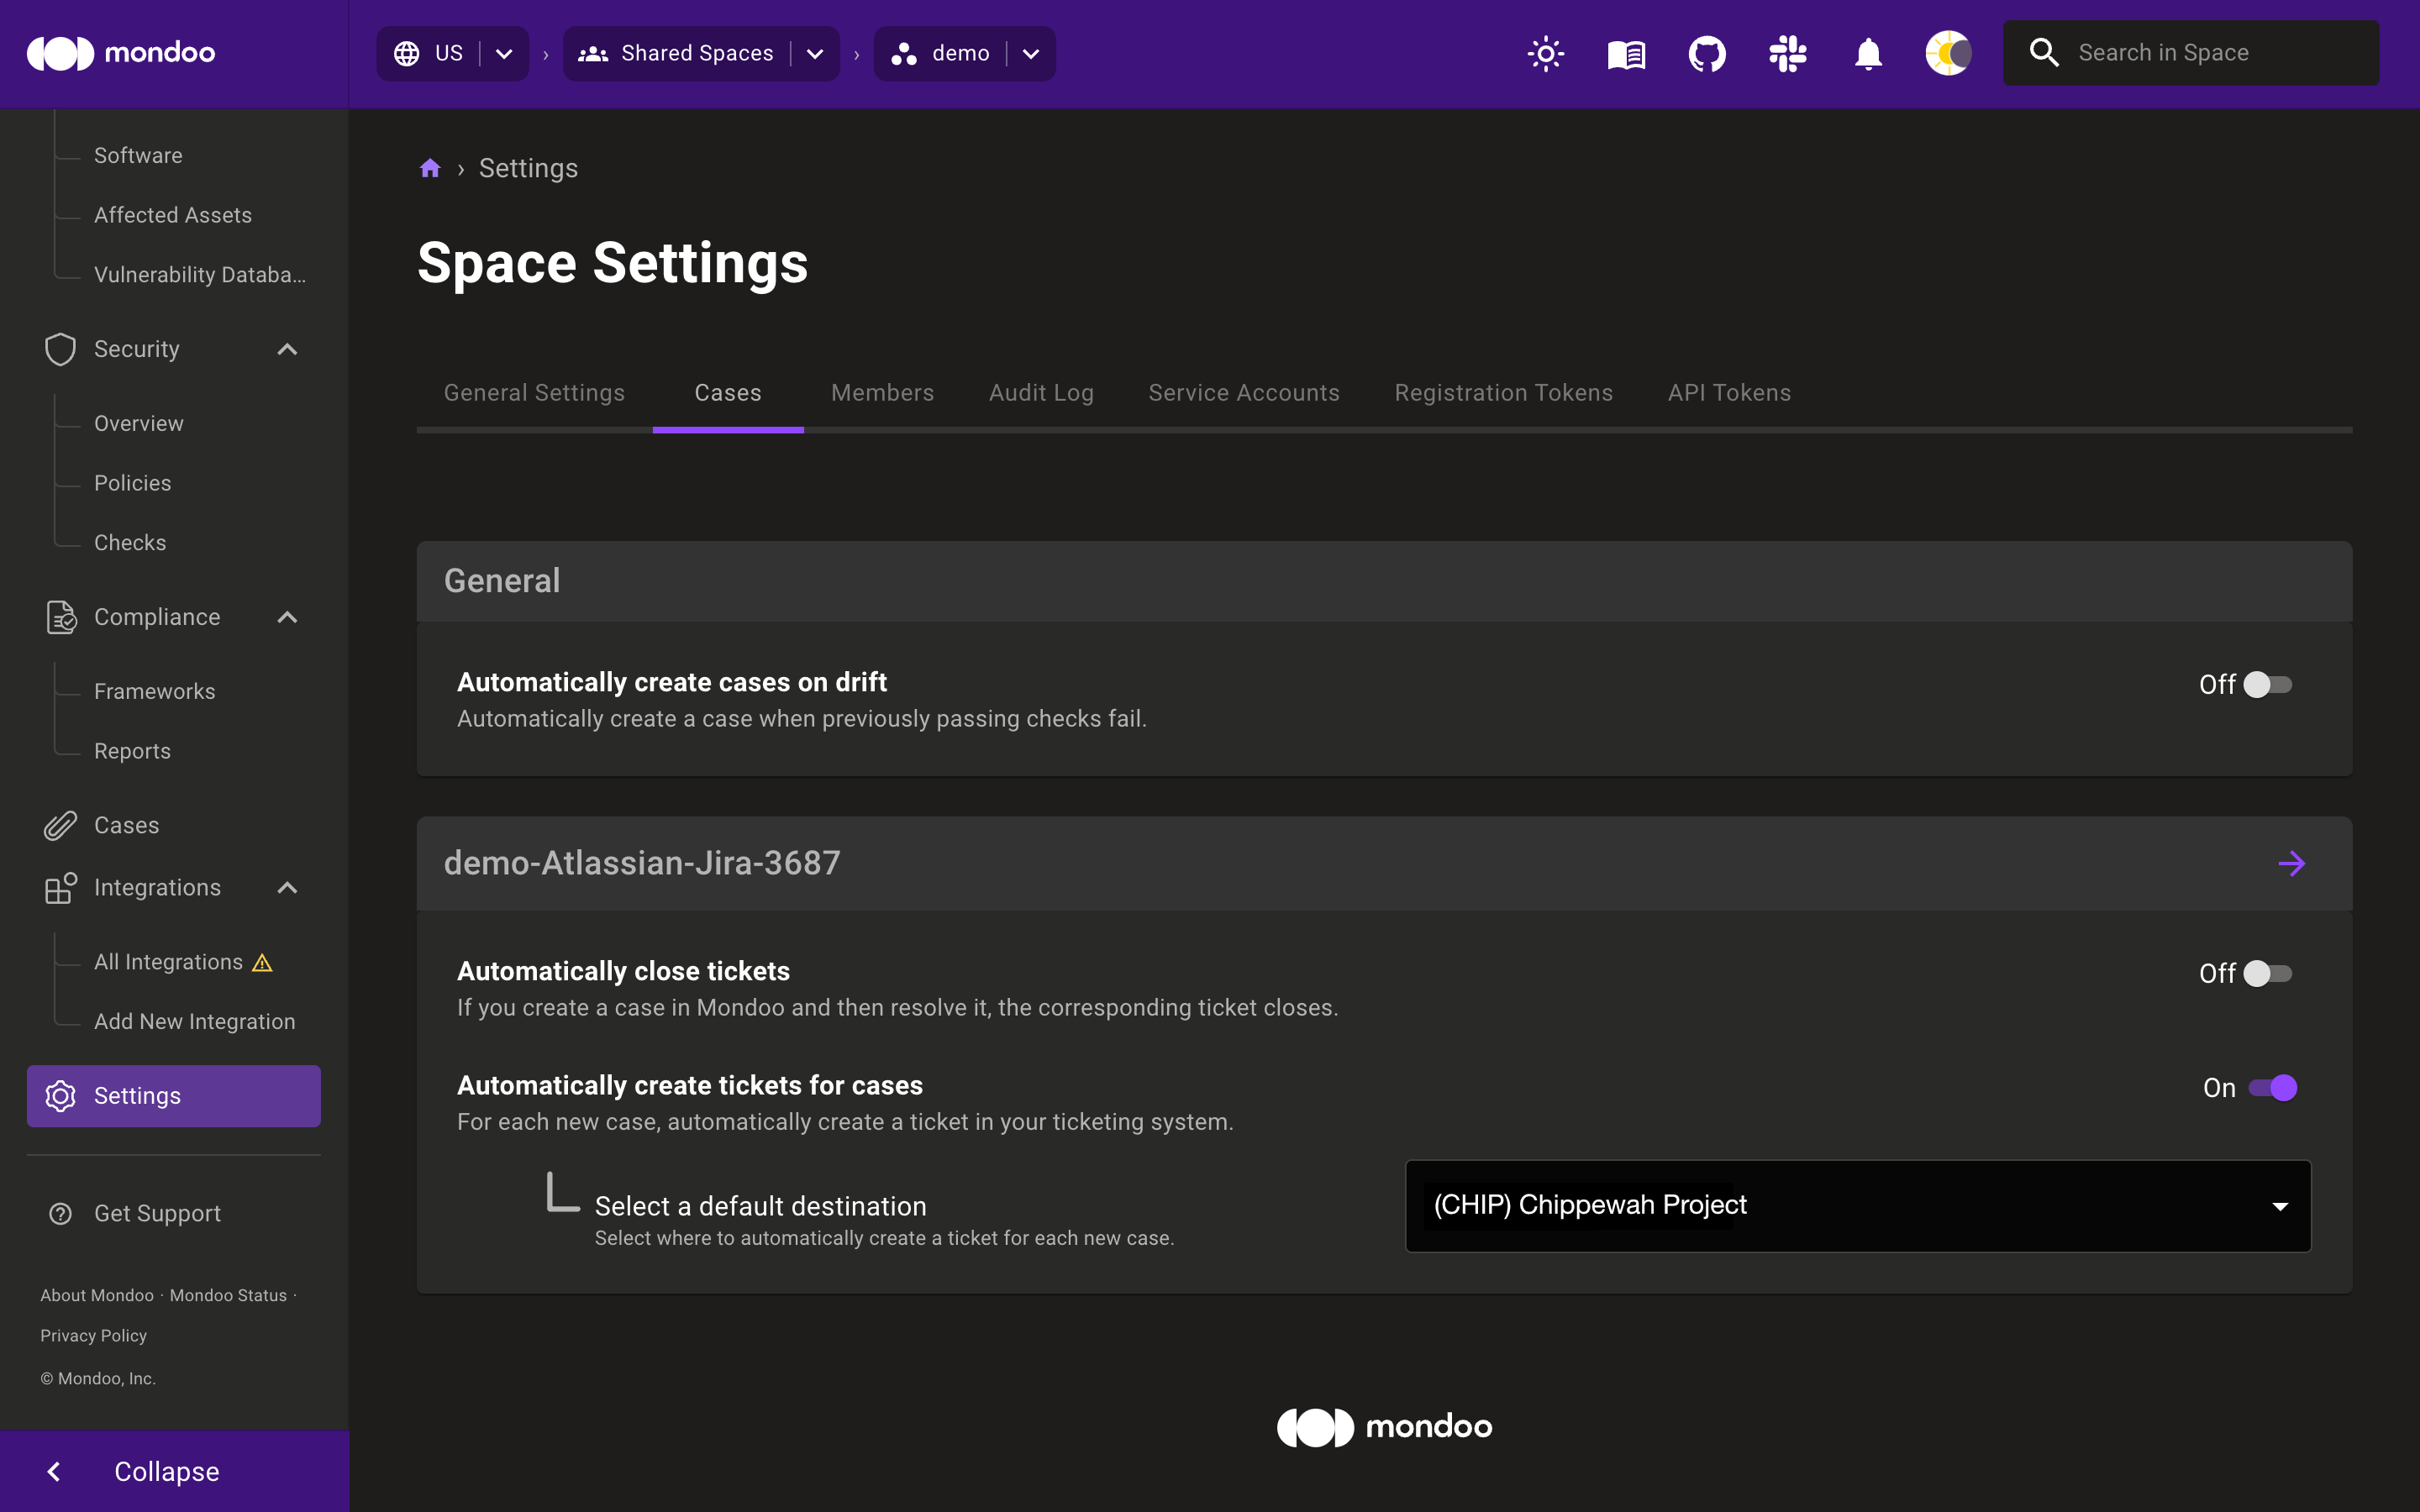 mondoo
US
Shared Spaces
demo
Search in Space
Software
Affected Assets
Vulnerability Databa...
Security
Overview
Policies
Checks
Compliance
Frameworks
Reports
Cases
Integrations
All Integrations
Add New Integration
Settings
Get Support
About Mondoo · Mondoo Status ·
Privacy Policy
© Mondoo, Inc.
Collapse
Settings
Space Settings
General Settings Cases Members Audit Log Service Accounts Registration Tokens API Tokens
General
Automatically create cases on drift
Off
Automatically create a case when previously passing checks fail.
demo-Atlassian-Jira-3687
Automatically close tickets
Off
If you create a case in Mondoo and then resolve it, the corresponding ticket closes.
Automatically create tickets for cases
On
For each new case, automatically create a ticket in your ticketing system.
Select a default destination
Select where to automatically create a ticket for each new case.
(CHIP) Chippewah Project
mondoo